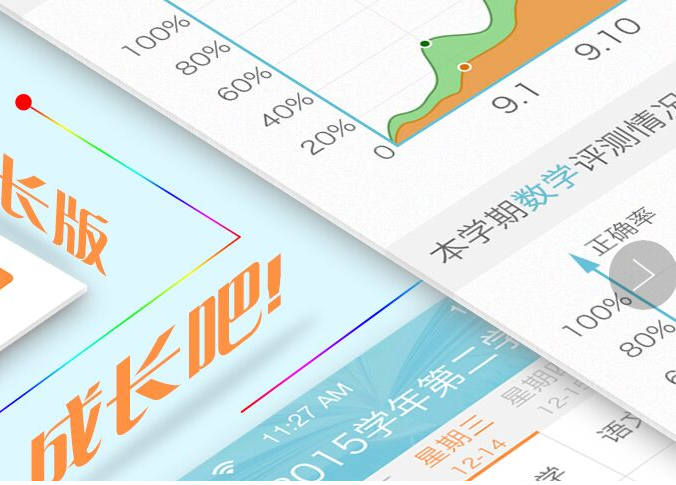 100%
80%
60%
40%
20%
0
9.1
9.10
本学期数学评测情况
正确率
100%
80%
长版
成长吧!
11:27 AM
2015学年第二学
星期三
12-14
星期四
12-15
语文
学